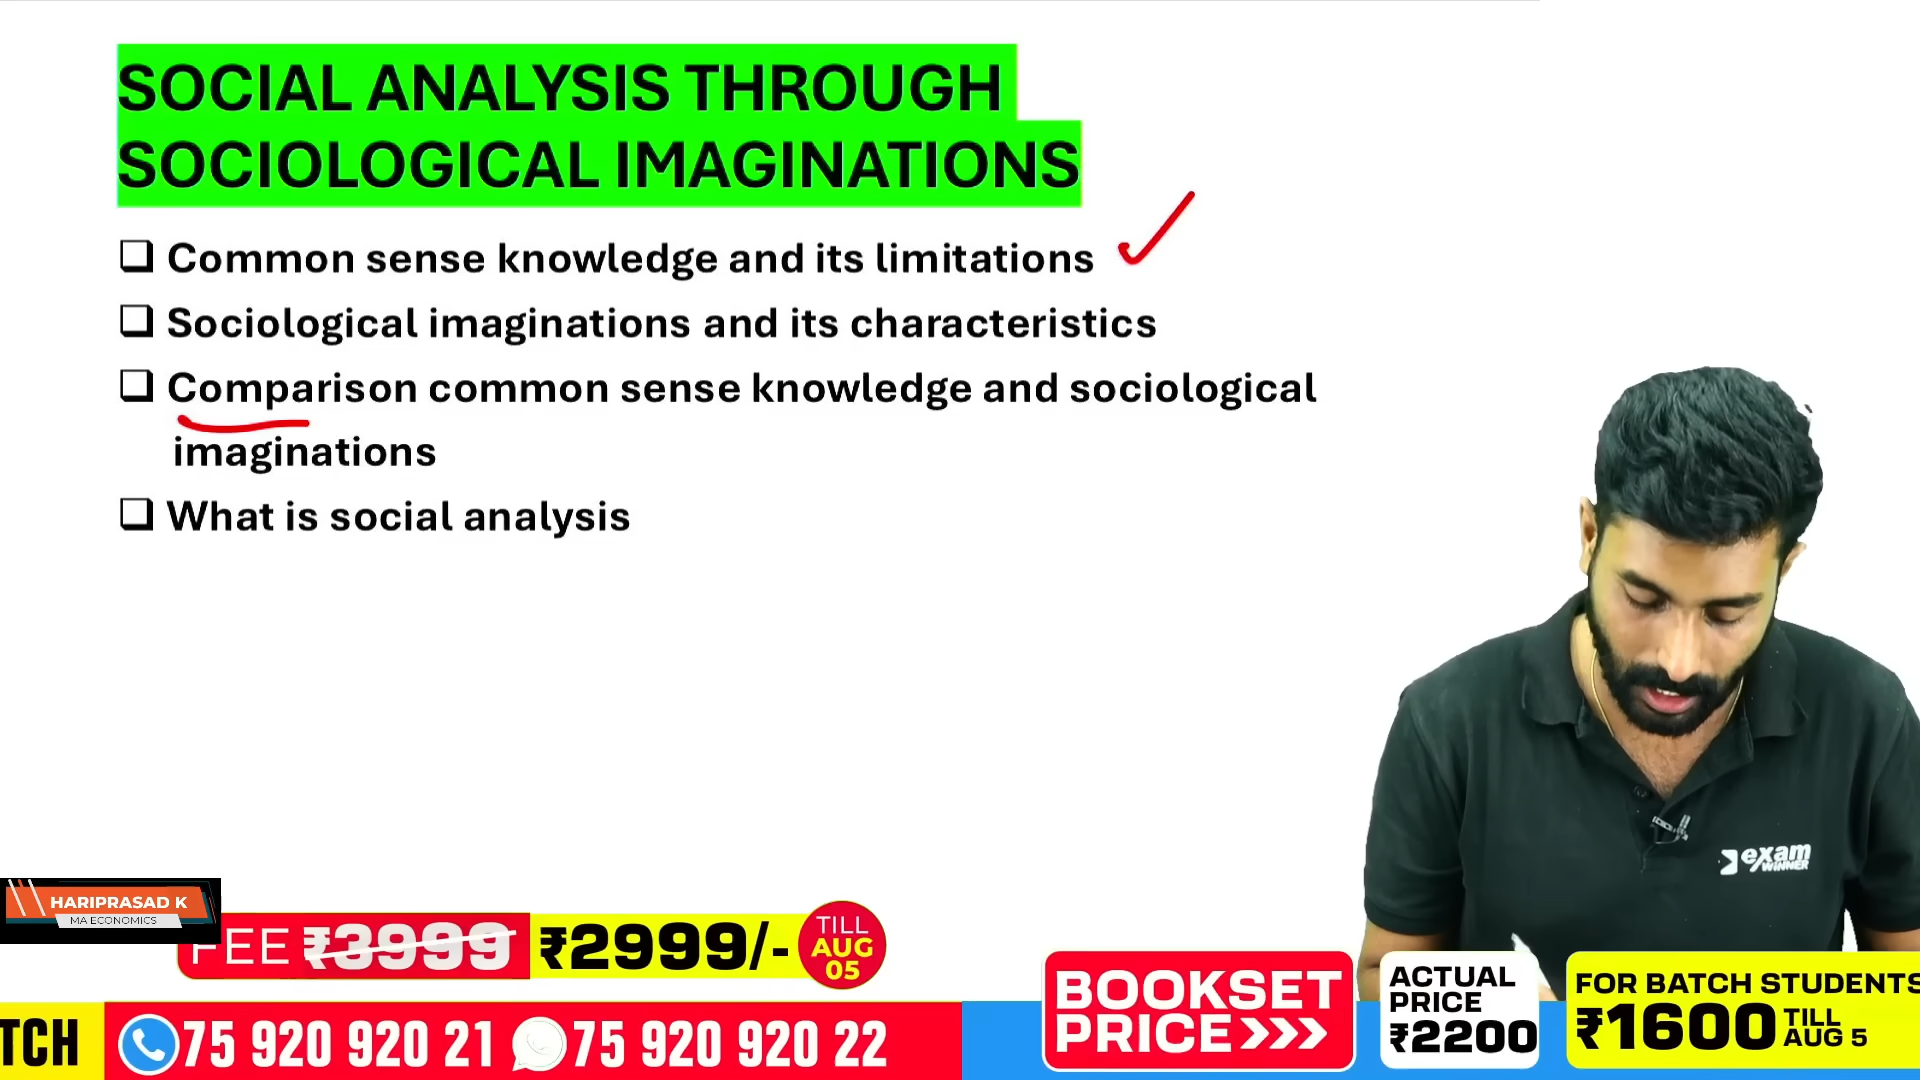 SOCIAL ANALYSIS THROUGH
SOCIOLOGICAL IMAGINATIONS
Common sense knowledge and its limitations
Sociological imaginations and its characteristics
Comparison common sense knowledge and sociological
imaginations
What is social analysis
exam
WINNER
HARIPRASAD K
MA ECONOMICS
FEE ₹3999 ₹2999/-
TILL
AUG
05
TCH
75 920 920 21
75 920 920 22
BOOKSET
PRICE >>>
ACTUAL
PRICE
₹2200
FOR BATCH STUDENTS
₹1600 TILL
AUG 5